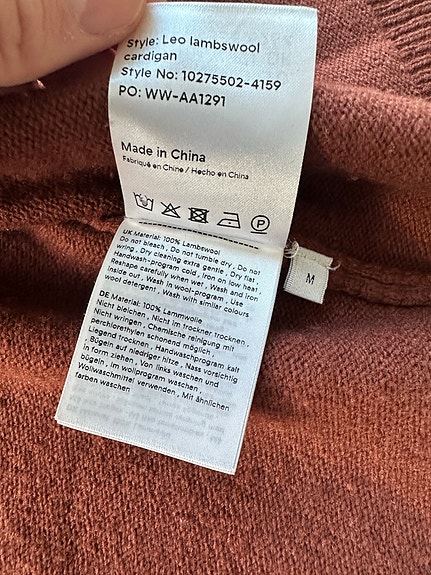 Style: Leo lambswool
cardigan
Style No: 10275502-4159
PO: WW-AA1291
Made in China
Fabriqué en Chine / Hecho en China
UK Material: 100% Lambswool
Do not bleach , Do not tumble dry , Do not
wring , Dry cleaning extra gentle , Dry flat ,
Handwash-program cold , Iron on low heat ,
Reshape carefully when wet , Wash and Iron
inside out , Wash in wool-program , Use
wool detergent , Wash with similar colours
DE Material: 100% Lammwolle
Nicht bleichen , Nicht im trockner trocknen ,
Nicht wringen , Chemische reinigung mit
perchlorethylen schonend möglich ,
Liegend trocknen , Handwaschprogram kalt
, Bügeln auf niedriger hitze , Nass vorsichtig
in form ziehen , Von links waschen und
bügeln , im wollprogram waschen ,
Wollwaschmittel verwenden , Mit ähnlichen
farben waschen
M